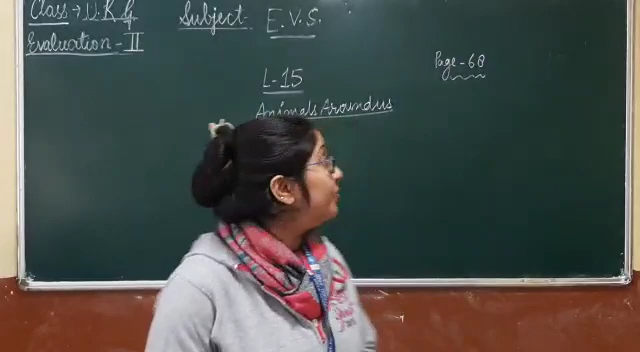 Class → U.K.G
Subject - E.V.S.
Evaluation - II
Page - 68
L-15
Animals Around us